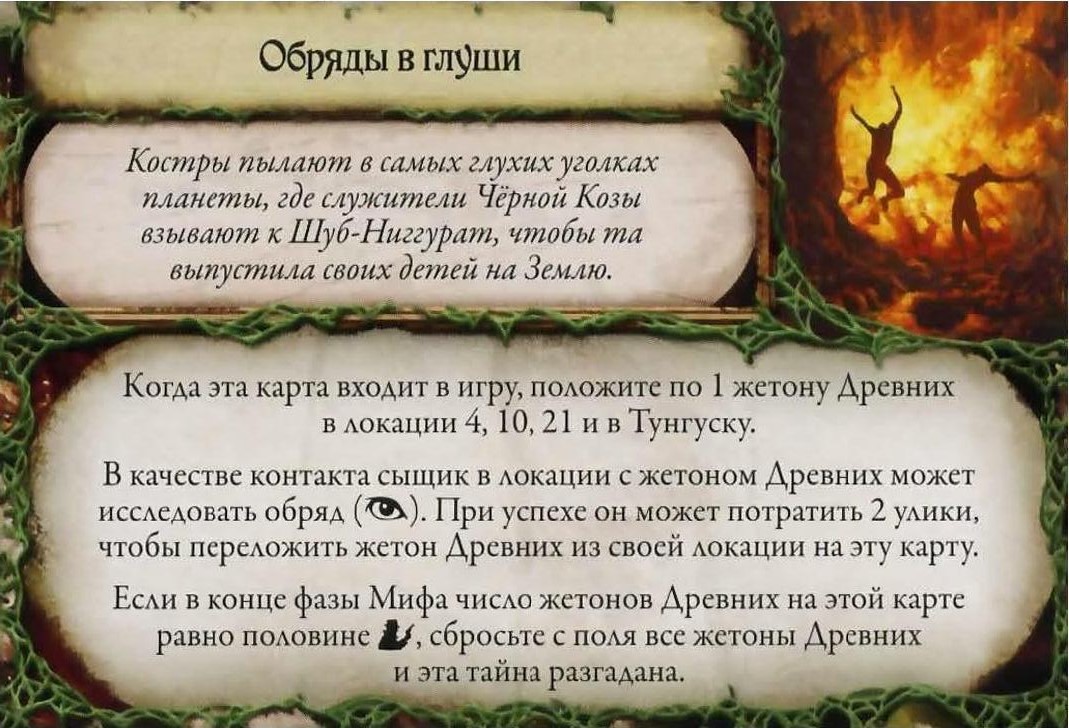 Обряды в глуши
Костры пылают в самых глухих уголках
планеты, где служители Чёрной Козы
взывают к Шуб-Ниггурат, чтобы та
выпустила своих детей на Землю.
Когда эта карта входит в игру, положите по 1 жетону Древних
в локации 4, 10, 21 и в Тунгуску.
В качестве контакта сыщик в локации с жетоном Древних может
исследовать обряд (). При успехе он может потратить 2 улики,
чтобы переложить жетон Древних из своей локации на эту карту.
Если в конце фазы Мифа число жетонов Древних на этой карте
равно половине , сбросьте с поля все жетоны Древних
и эта тайна разгадана.